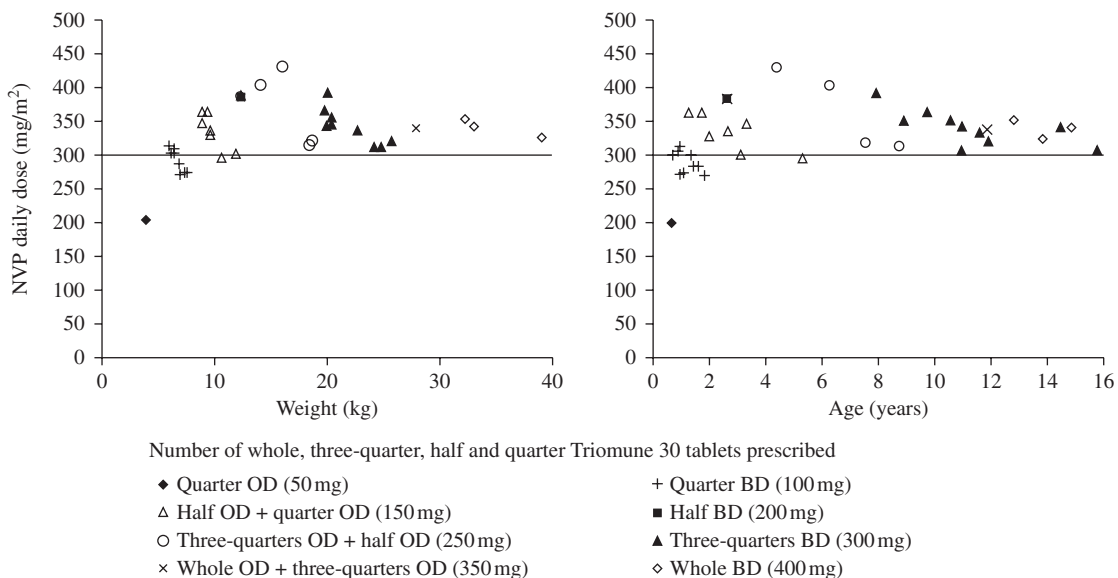 NVP daily dose (mg/m²)
500
450
400
350
300
250
200
150
300
50
0
0 10 20 30 40
Weight (kg)
500
450
400
350
300
250
200
150
300
50
0
0 2 4 6 8 10 12 14 16
Age (years)
Number of whole, three-quarter, half and quarter Triomune 30 tablets prescribed
Quarter OD (50 mg)
Half OD + quarter OD (150 mg)
Three-quarters OD + half OD (250 mg)
Whole OD + three-quarters OD (350 mg)
Quarter BD (100 mg)
Half BD (200 mg)
Three-quarters BD (300 mg)
Whole BD (400 mg)